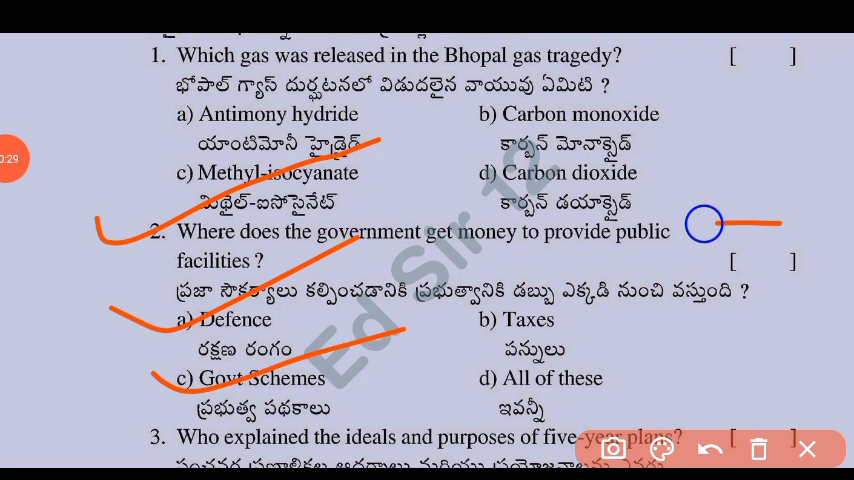 1. Which gas was released in the Bhopal gas tragedy? [ ]
భోపాల్ గ్యాస్ దుర్ఘటనలో విడుదలైన వాయువు ఏమిటి ?
a) Antimony hydride b) Carbon monoxide
యాంటిమోనీ హైడ్రైడ్ కార్బన్ మోనాక్సైడ్
c) Methyl-isocyanate d) Carbon dioxide
మిథైల్-ఐసోసైనేట్ కార్బన్ డయాక్సైడ్
2. Where does the government get money to provide public
facilities ? [ ]
ప్రజా సౌకర్యాలు కల్పించడానికి ప్రభుత్వానికి డబ్బు ఎక్కడి నుంచి వస్తుంది ?
a) Defence b) Taxes
రక్షణ రంగం పన్నులు
c) Govt Schemes d) All of these
ప్రభుత్వ పథకాలు ఇవన్నీ
3. Who explained the ideals and purposes of five-year plans? [ ]
Ed Sir 12
0:29